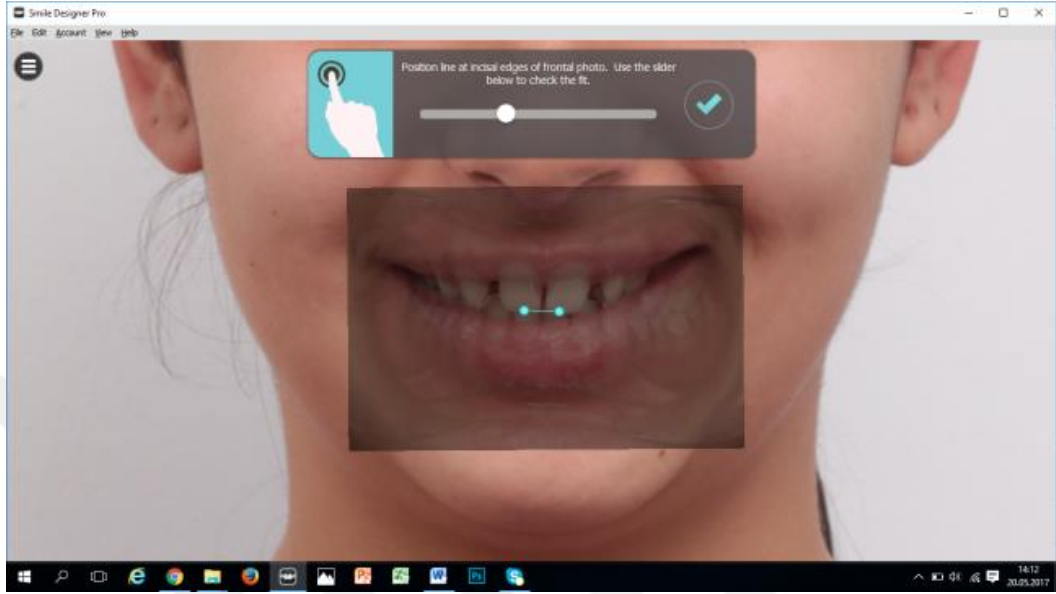 Smile Designer Pro
File Edit Account View Help
Position line at incisal edges of frontal photo. Use the slider
below to check the fit.
14:12
20.05.2017